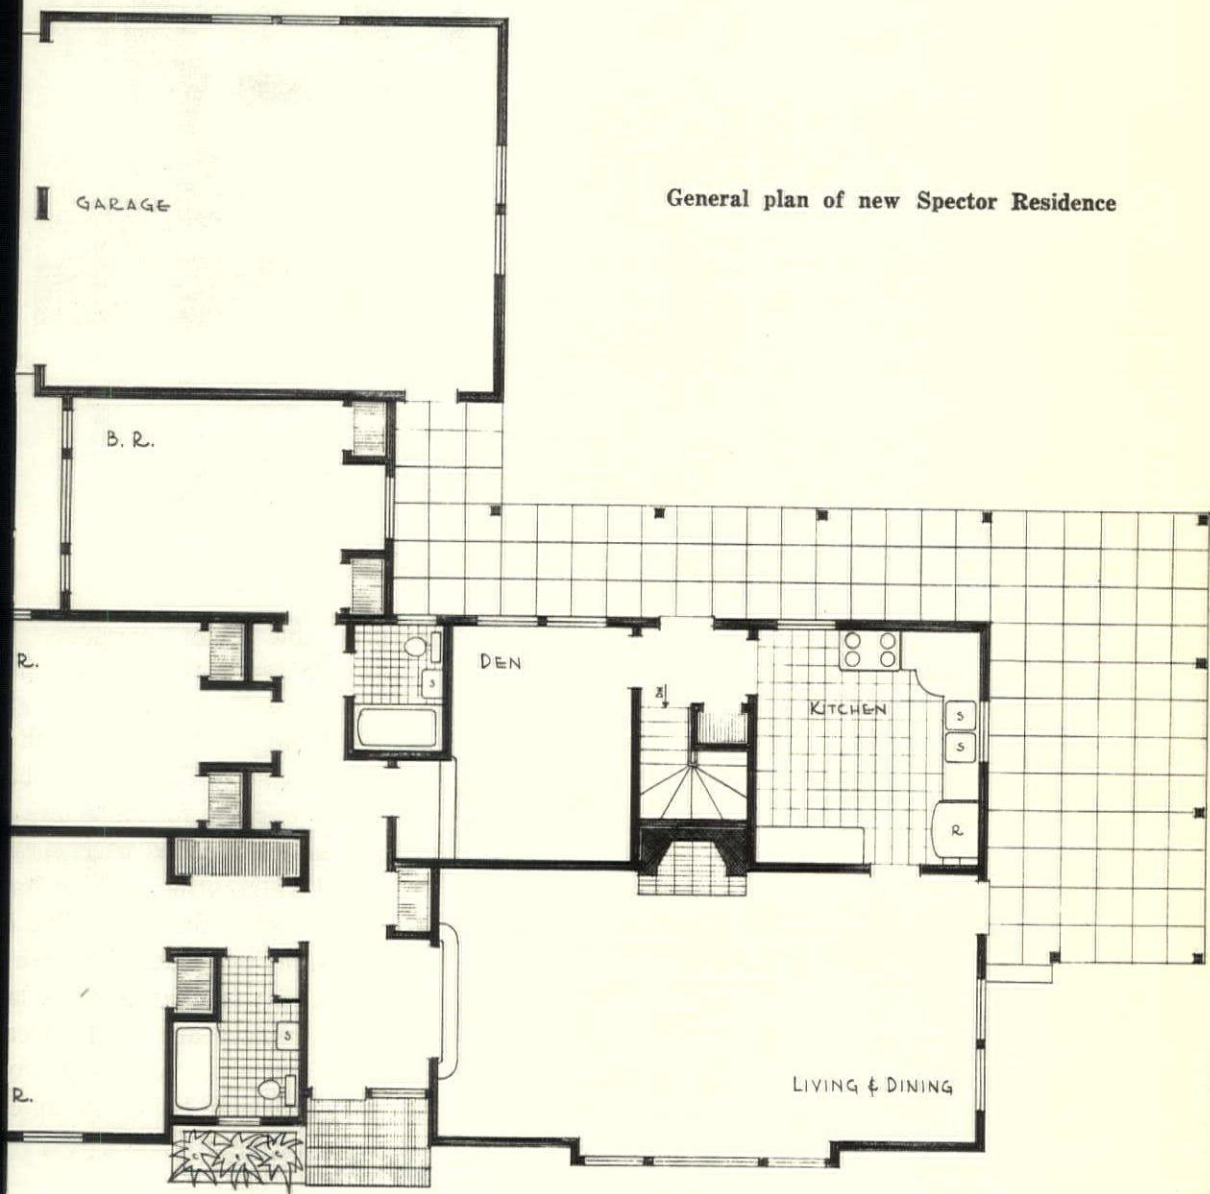 GARAGE
General plan of new Spector Residence
B. R.
R.
DEN
S
KITCHEN
S
S
R
LIVING & DINING
S
R.